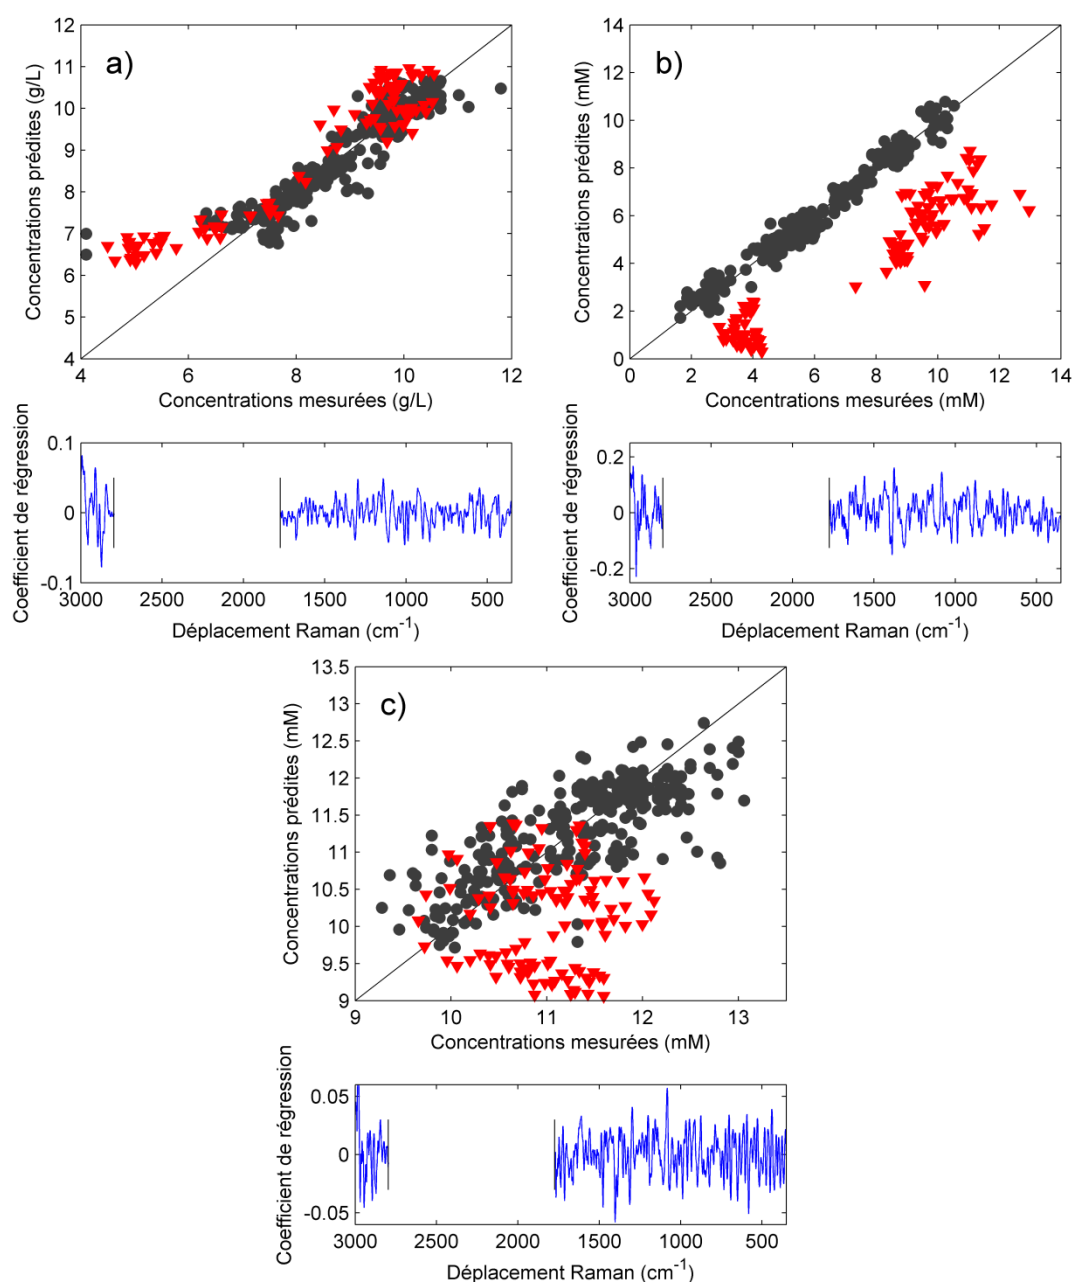 a)
Concentrations prédites (g/L)
12
11
10
9
8
7
6
5
4
4 6 8 10 12
Concentrations mesurées (g/L)
b)
Concentrations prédites (mM)
14
12
10
8
6
4
2
0
0 2 4 6 8 10 12 14
Concentrations mesurées (mM)
Coefficient de régression
0.1
0
-0.1
3000 2500 2000 1500 1000 500
Déplacement Raman (cm⁻¹)
Coefficient de régression
0.2
0
-0.2
3000 2500 2000 1500 1000 500
Déplacement Raman (cm⁻¹)
c)
Concentrations prédites (mM)
13.5
13
12.5
12
11.5
11
10.5
10
9.5
9
9 10 11 12 13
Concentrations mesurées (mM)
Coefficient de régression
0.05
0
-0.05
3000 2500 2000 1500 1000 500
Déplacement Raman (cm⁻¹)